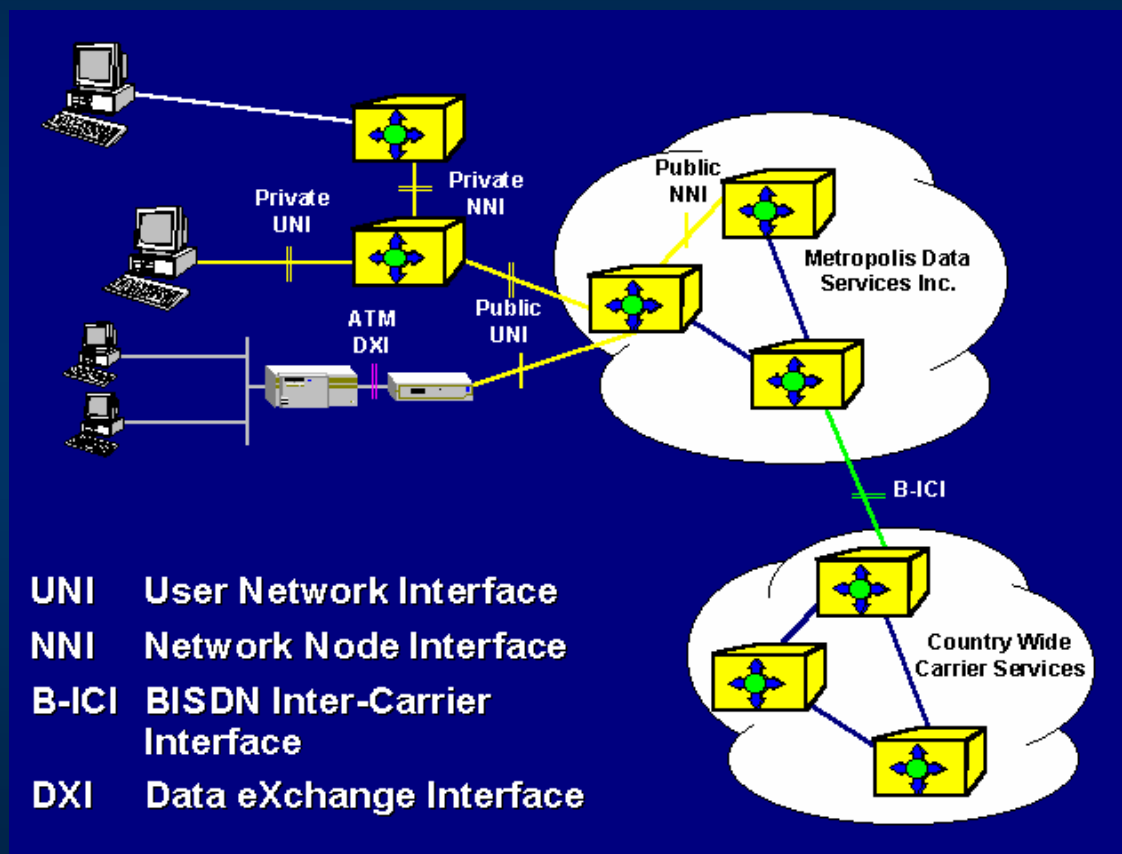 Private
UNI
Private
NNI
Public
NNI
Metropolis Data
Services Inc.
Public
UNI
ATM
DXI
B-ICI
Country Wide
Carrier Services
UNI User Network Interface
NNI Network Node Interface
B-ICI BISDN Inter-Carrier
Interface
DXI Data eXchange Interface